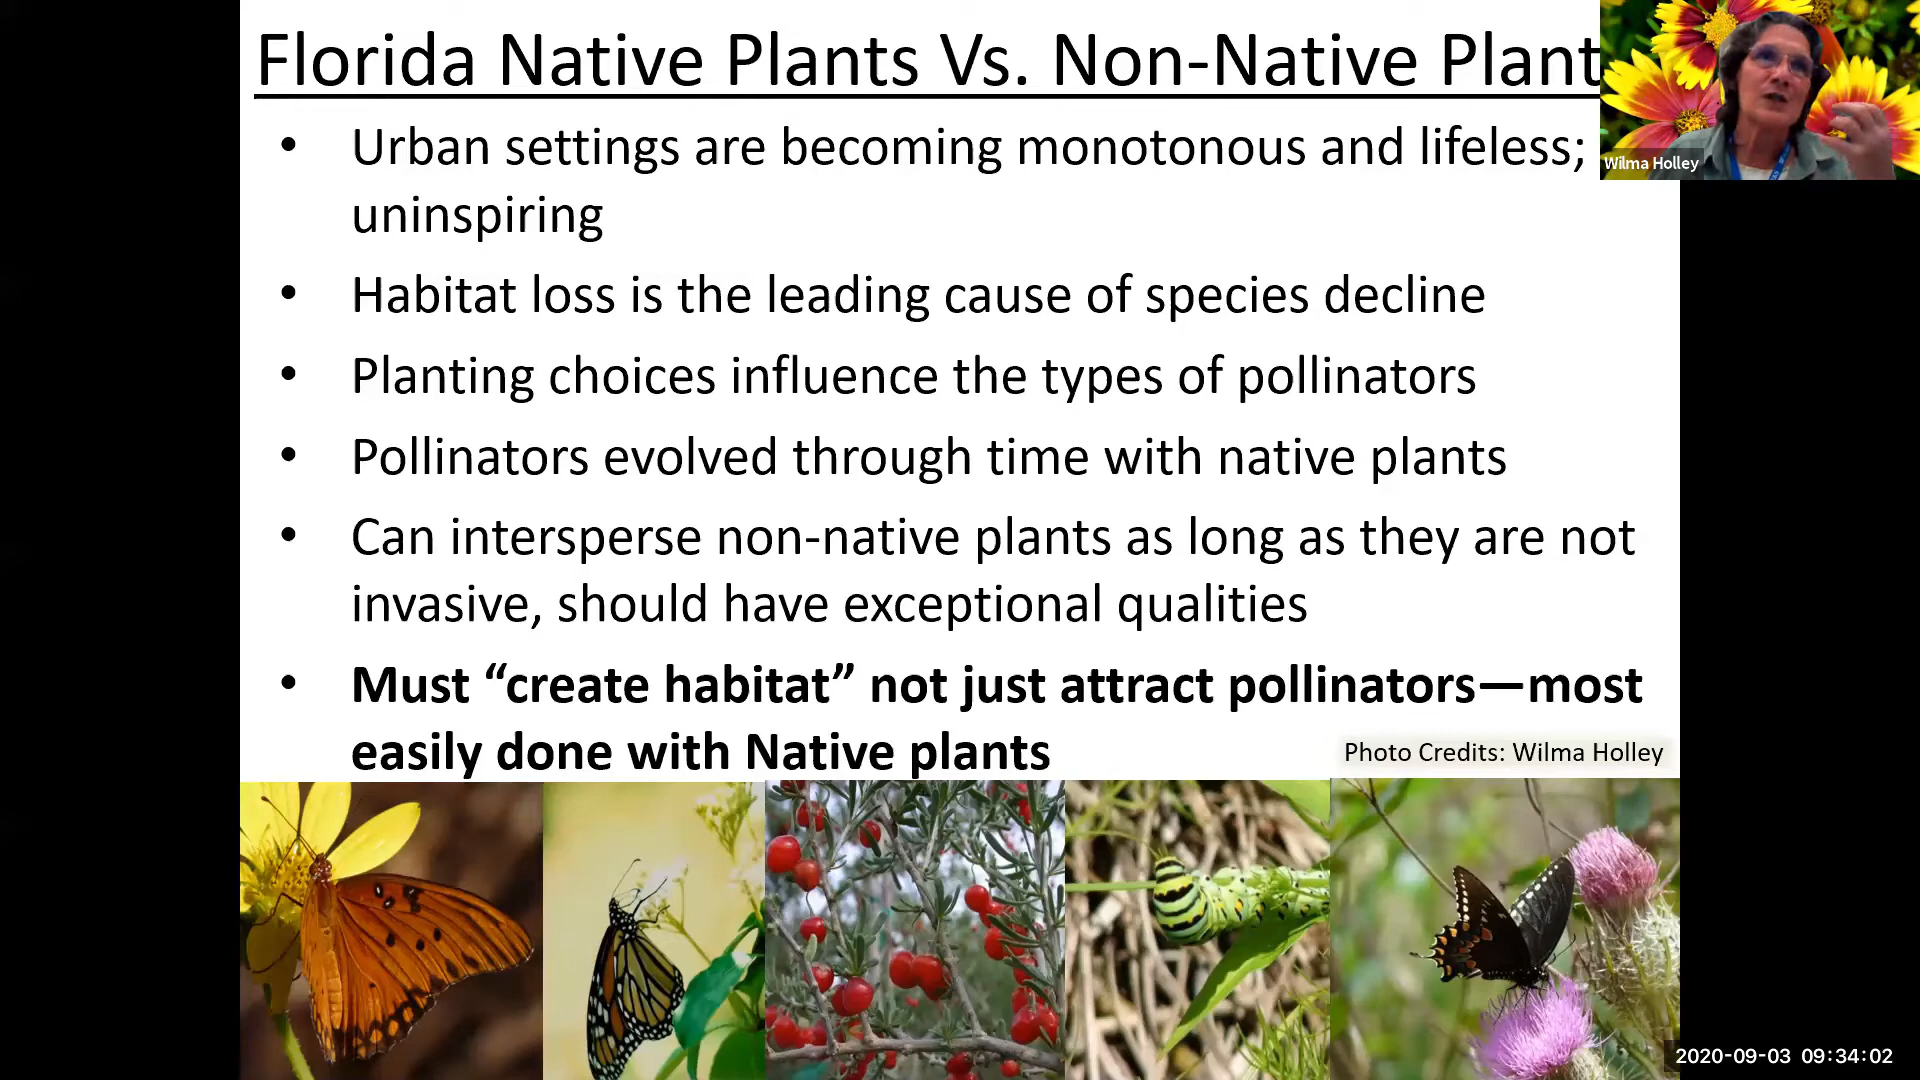 Florida Native Plants Vs. Non-Native Plant
Wilma Holley
• Urban settings are becoming monotonous and lifeless;
uninspiring
• Habitat loss is the leading cause of species decline
• Planting choices influence the types of pollinators
• Pollinators evolved through time with native plants
• Can intersperse non-native plants as long as they are not
invasive, should have exceptional qualities
• Must “create habitat” not just attract pollinators—most
easily done with Native plants
Photo Credits: Wilma Holley
2020-09-03 09:34:02